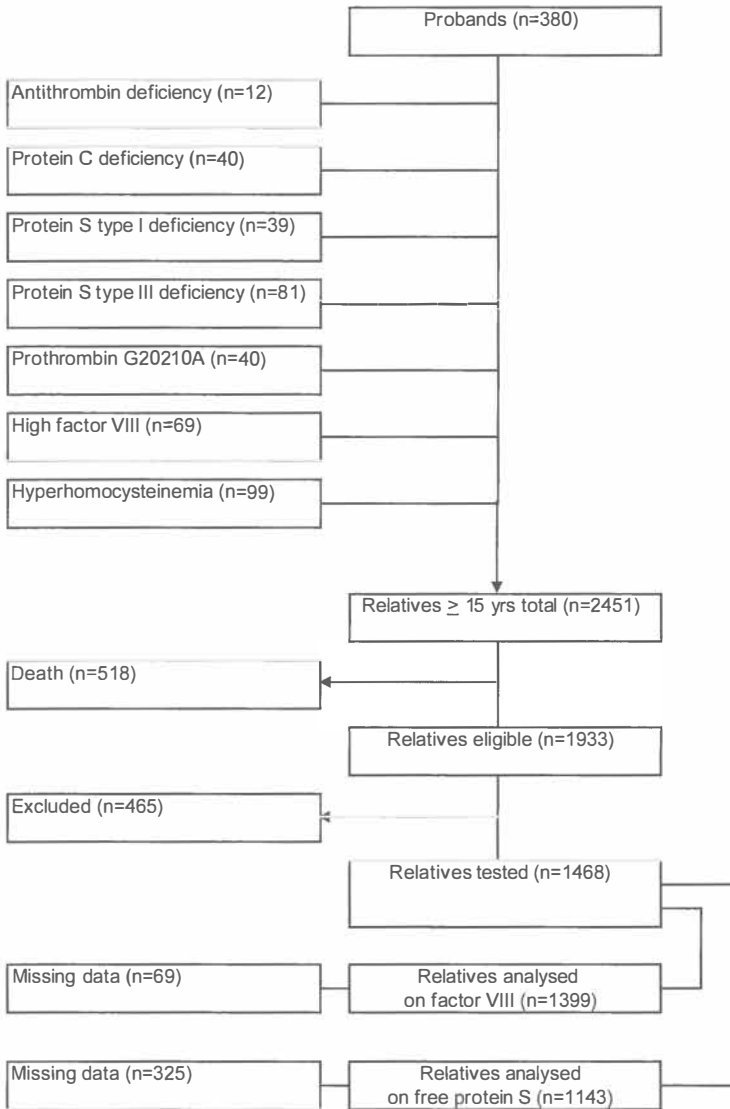 Probands (n=380)
Antithrombin deficiency (n=12)
Protein C deficiency (n=40)
Protein S type I deficiency (n=39)
Protein S type III deficiency (n=81)
Prothrombin G20210A (n=40)
High factor VIII (n=69)
Hyperhomocysteinemia (n=99)
Relatives ≥ 15 yrs total (n=2451)
Death (n=518)
Relatives eligible (n=1933)
Excluded (n=465)
Relatives tested (n=1468)
Missing data (n=69)
Relatives analysed
on factor VIII (n=1399)
Missing data (n=325)
Relatives analysed
on free protein S (n=1143)